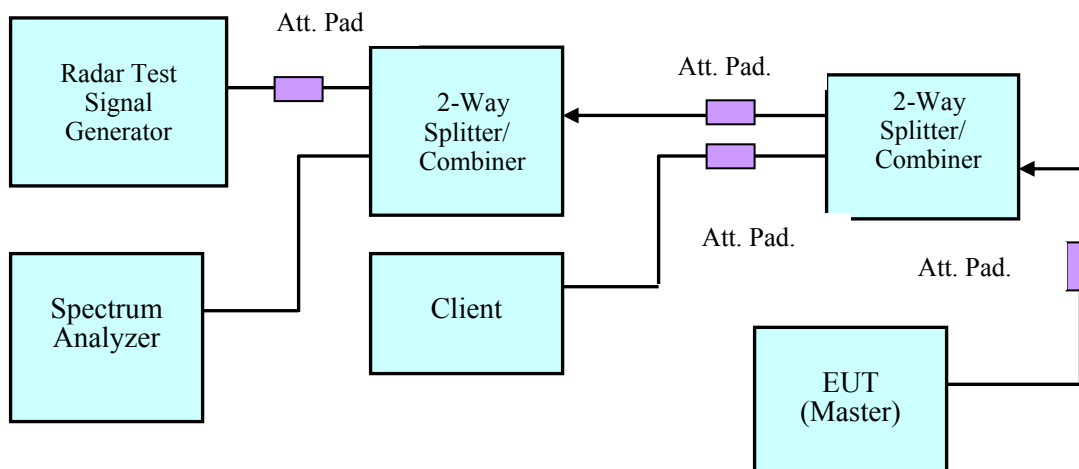 Att. Pad
Radar Test
Signal
Generator
2-Way
Splitter/
Combiner
Att. Pad.
2-Way
Splitter/
Combiner
Att. Pad.
Att. Pad.
Spectrum
Analyzer
Client
EUT
(Master)